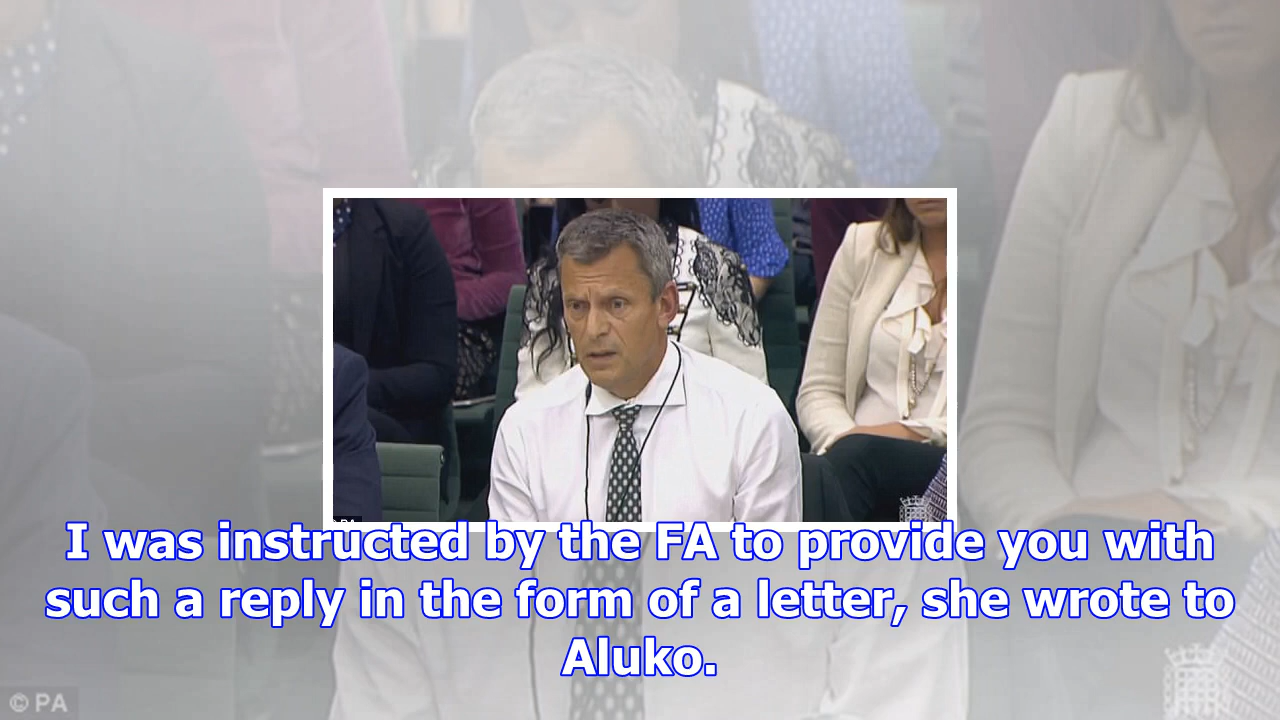 I was instructed by the FA to provide you with
such a reply in the form of a letter, she wrote to
Aluko.
© PA